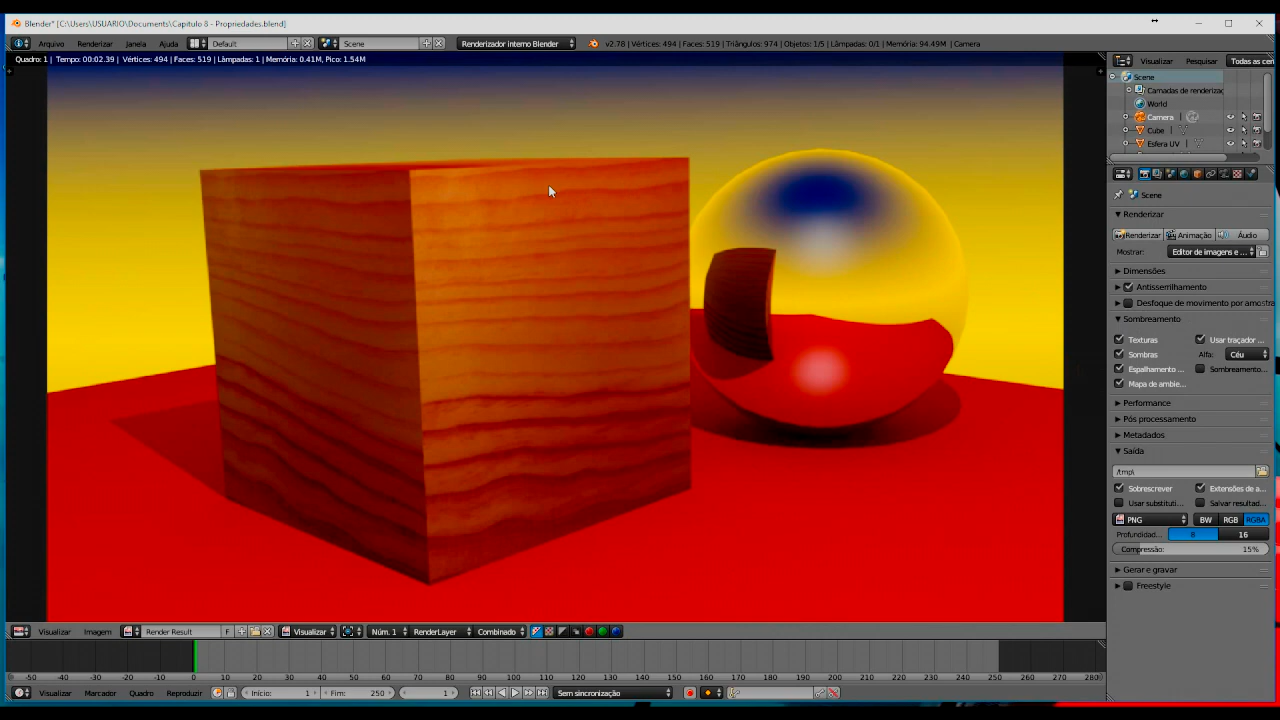 Blender* [C:\Users\USUARIO\Documents\Capitulo 8 - Propriedades.blend]
Arquivo Renderizar Janela Ajuda Default Scene Renderizador Interno Blender v2.78 | Vértices: 494 | Faces: 519 | Triângulos: 974 | Objetos: 1/5 | Lâmpadas: 0/1 | Memória: 94.49M | Camera
Quadro: 1 | Tempo: 00:02.39 | Vértices: 494 | Faces: 519 | Lâmpadas: 1 | Memória: 0.41M, Pico: 1.54M
Visualizar Pesquisar Todas as cen
Scene
Camadas de renderizaç
World
Camera
Cube
Esfera UV
Scene
Renderizar
Renderizar Animação Áudio
Mostrar: Editor de imagens e ...
Dimensões
Antisserrilhamento
Desfoque de movimento por amostra
Sombreamento
Texturas Usar traçador ...
Sombras Alfa: Céu
Espalhamento ... Sombreamento...
Mapa de ambie...
Performance
Pós processamento
Metadados
Saída
/tmp\
Sobrescrever Extensões de a...
Usar substituti... Salvar resultad...
PNG BW RGB RGBA
Profundidad... 8 16
Compressão: 15%
Gerar e gravar
Freestyle
Visualizar Imagem Render Result F Visualizar Núm. 1 RenderLayer Combinado
-50 -40 -30 -20 -10 0 10 20 30 40 50 60 70 80 90 100 110 120 130 140 150 160 170 180 190 200 210 220 230 240 250 260 270 280
Visualizar Marcador Quadro Reproduzir Início: 1 Fim: 250 1 Sem sincronização